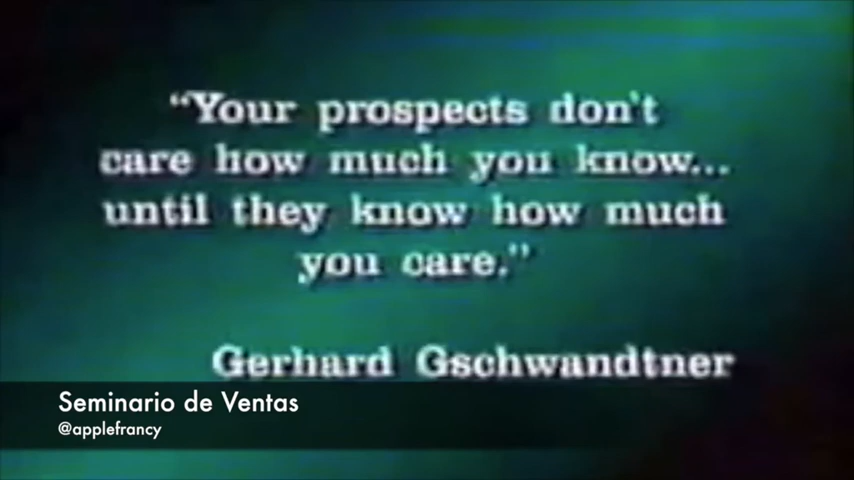 “Your prospects don't
care how much you know...
until they know how much
you care.”
Gerhard Gschwandtner
Seminario de Ventas
@applefrancy